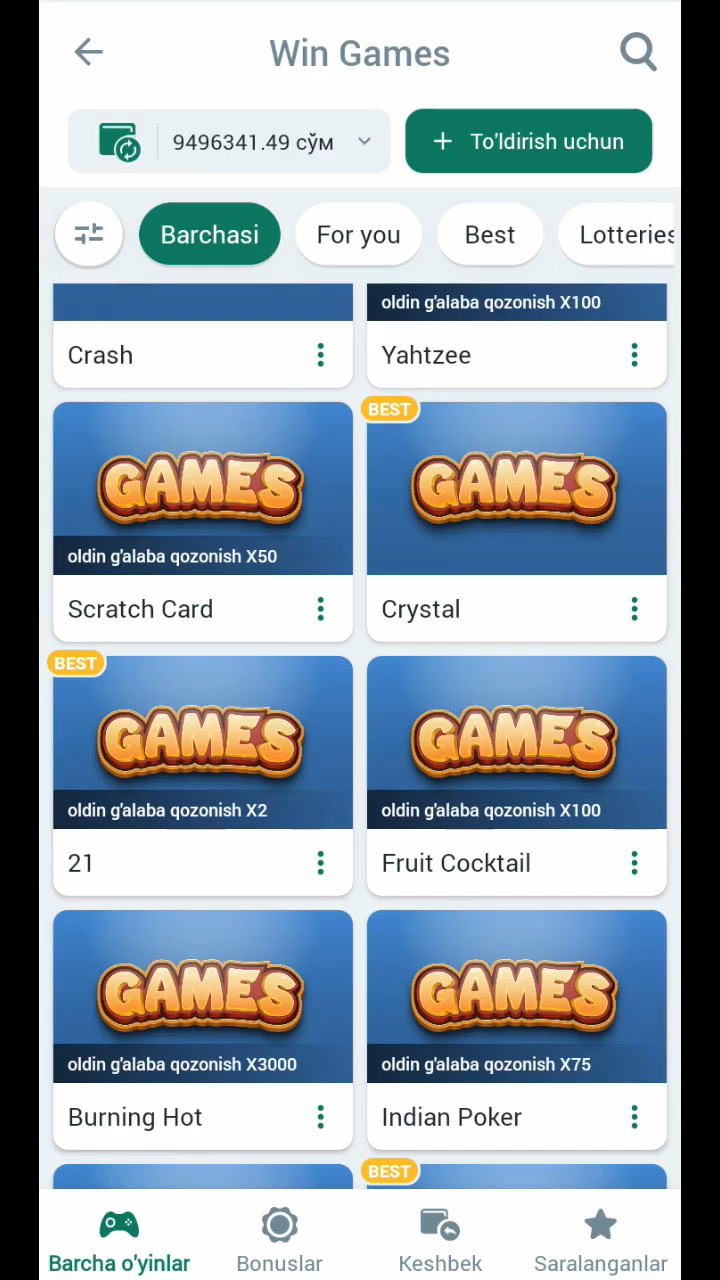 Win Games
9496341.49 сўм
+ To'ldirish uchun
Barchasi
For you
Best
Lotteries
oldin g'alaba qozonish X100
Crash
Yahtzee
BEST
GAMES
GAMES
oldin g'alaba qozonish X50
Scratch Card
Crystal
BEST
GAMES
GAMES
oldin g'alaba qozonish X2
oldin g'alaba qozonish X100
21
Fruit Cocktail
GAMES
GAMES
oldin g'alaba qozonish X3000
oldin g'alaba qozonish X75
Burning Hot
Indian Poker
BEST
Barcha o'yinlar
Bonuslar
Keshbek
Saralanganlar